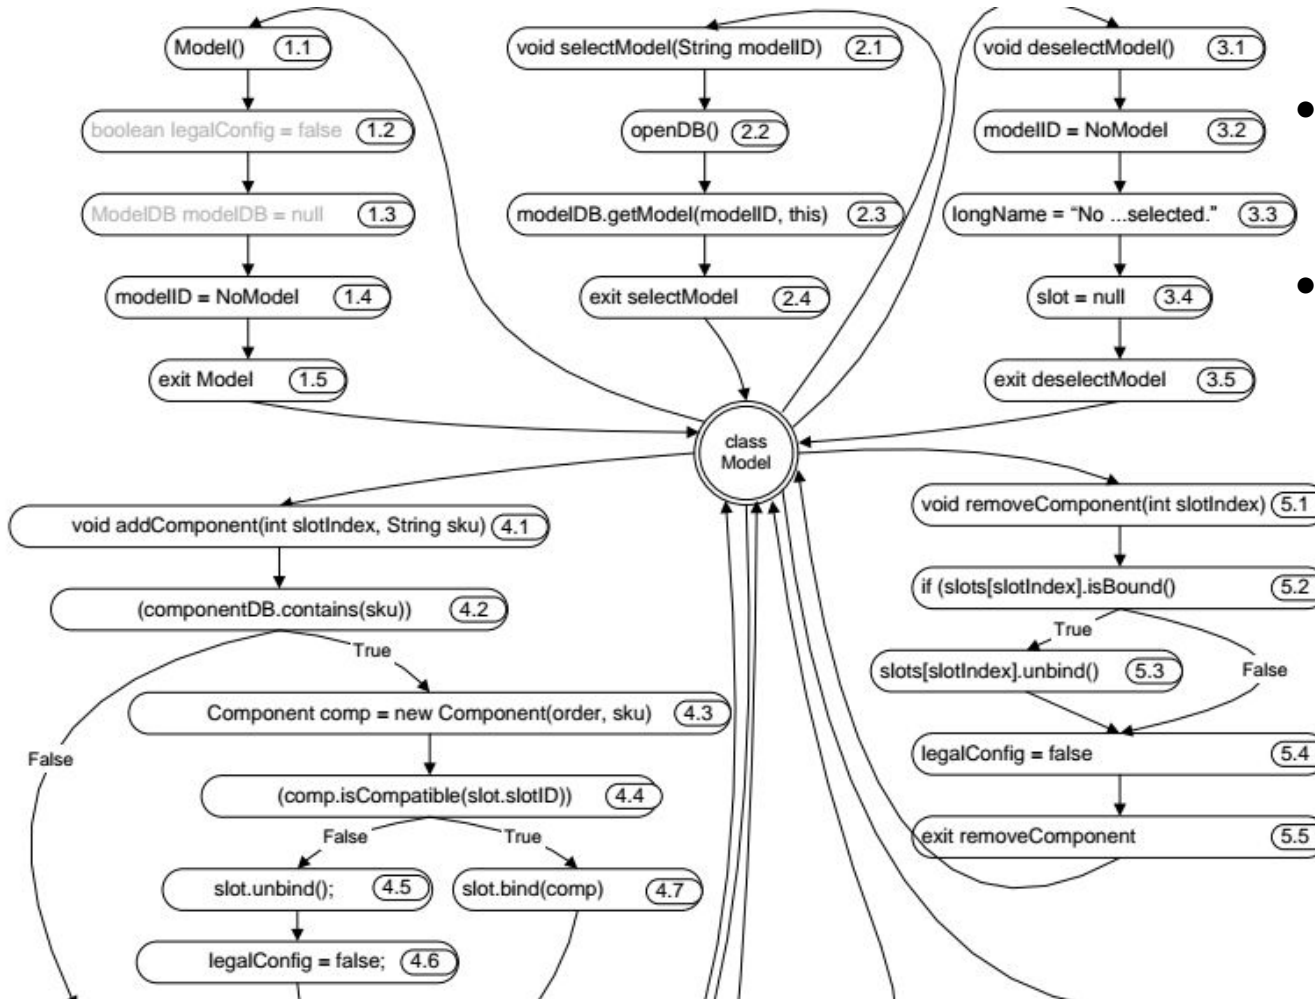 Model() 1.1
boolean legalConfig = false 1.2
ModelDB modelDB = null 1.3
modelID = NoModel 1.4
exit Model 1.5
void selectModel(String modelID) 2.1
openDB() 2.2
modelDB.getModel(modelID, this) 2.3
exit selectModel 2.4
void deselectModel() 3.1
modelID = NoModel 3.2
longName = “No ...selected." 3.3
slot = null 3.4
exit deselectModel 3.5
class
Model
void addComponent(int slotIndex, String sku) 4.1
(componentDB.contains(sku)) 4.2
True
False
Component comp = new Component(order, sku) 4.3
(comp.isCompatible(slot.slotID)) 4.4
False
True
slot.unbind(); 4.5
slot.bind(comp) 4.7
legalConfig = false; 4.6
void removeComponent(int slotIndex) 5.1
if (slots[slotIndex].isBound() 5.2
True
False
slots[slotIndex].unbind() 5.3
legalConfig = false 5.4
exit removeComponent 5.5